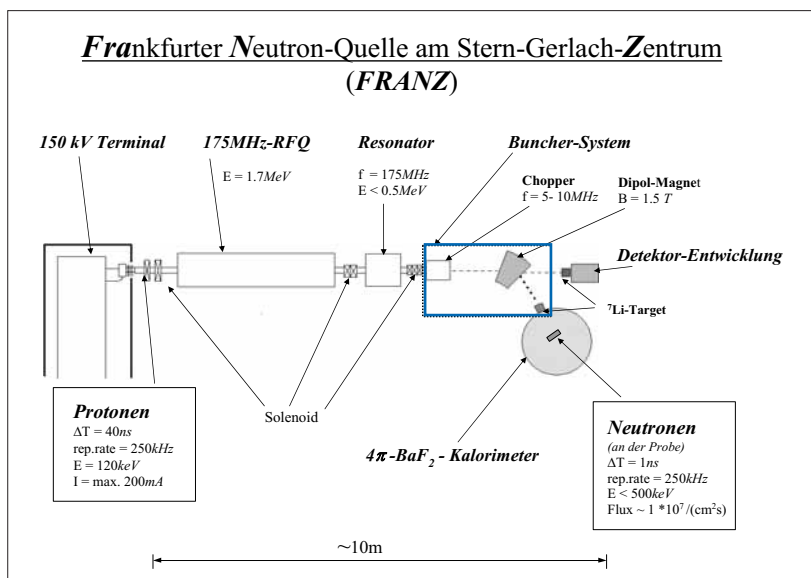 Frankfurter Neutron-Quelle am Stern-Gerlach-Zentrum
(FRANZ)
150 kV Terminal
175MHz-RFQ
E = 1.7MeV
Resonator
f = 175MHz
E < 0.5MeV
Buncher-System
Chopper
f = 5- 10MHz
Dipol-Magnet
B = 1.5 T
Detektor-Entwicklung
⁷Li-Target
Solenoid
Protonen
ΔT = 40ns
rep.rate = 250kHz
E = 120keV
I = max. 200mA
4π-BaF₂ - Kalorimeter
Neutronen
(an der Probe)
ΔT = 1ns
rep.rate = 250kHz
E < 500keV
Flux ~ 1 *10⁷/(cm²s)
~10m